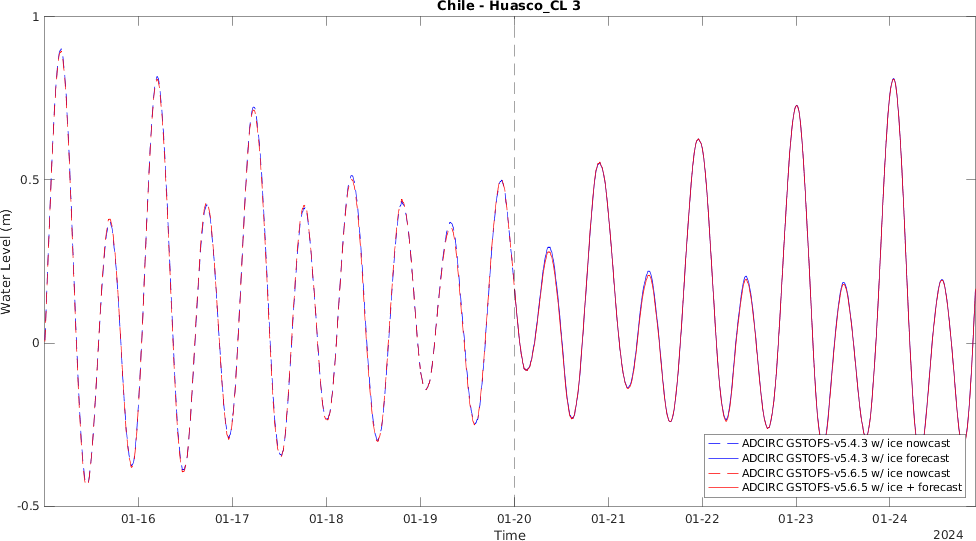 Chile - Huasco_CL 3
1
0.5
0
-0.5
Water Level (m)
ADCIRC GSTOFS-v5.4.3 w/ ice nowcast
ADCIRC GSTOFS-v5.4.3 w/ ice forecast
ADCIRC GSTOFS-v5.6.5 w/ ice nowcast
ADCIRC GSTOFS-v5.6.5 w/ ice + forecast
01-16 01-17 01-18 01-19 01-20 01-21 01-22 01-23 01-24
Time
2024